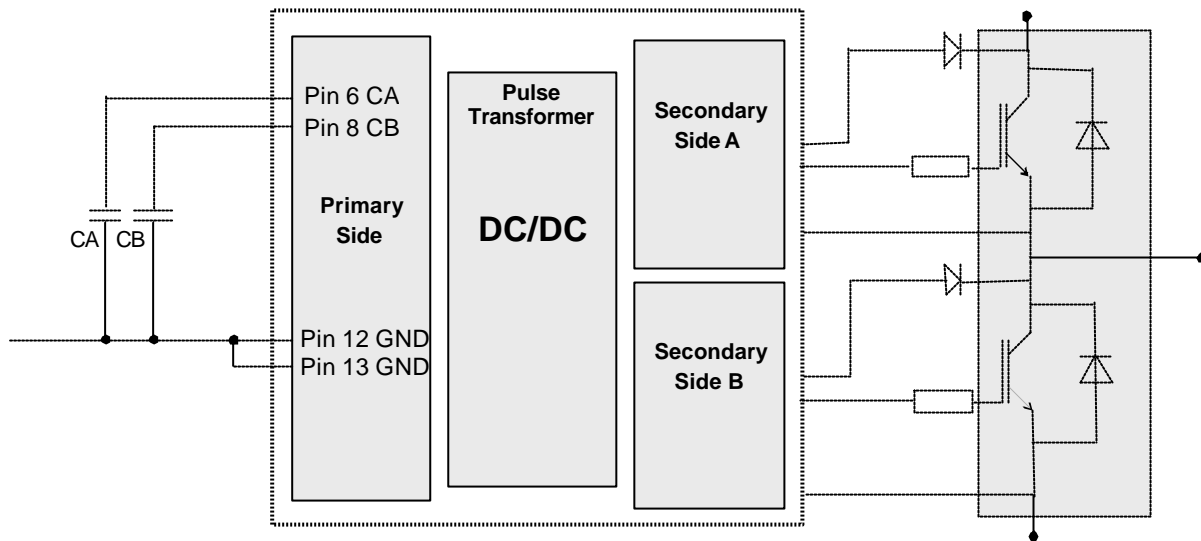 Pin 6 CA
Pin 8 CB
Primary
Side
CA
CB
Pin 12 GND
Pin 13 GND
Pulse
Transformer
DC/DC
Secondary
Side A
Secondary
Side B